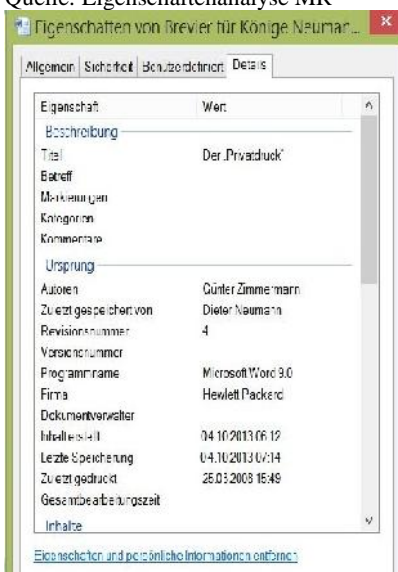 Quelle: Eigenschaftenanalyse MR
Eigenschaften von Brevier für Könige Neuman...
Allgemein Sicherheit Benutzerdefiniert Details
Eigenschaft Wert
Beschreibung
Titel Der „Privatdruck“
Betreff
Markierungen
Kategorien
Kommentare
Ursprung
Autoren Günter Zimmermann
Zuletzt gespeichert von Dieter Neumann
Revisionsnummer 4
Versionsnummer
Programmname Microsoft Word 9.0
Firma Hewlett Packard
Dokumentverwalter
Inhalt erstellt 04.10.2013 06:12
Letzte Speicherung 04.10.2013 07:14
Zuletzt gedruckt 25.03.2008 15:49
Gesamtbearbeitungszeit
Inhalte
Eigenschaften und persönliche Informationen entfernen